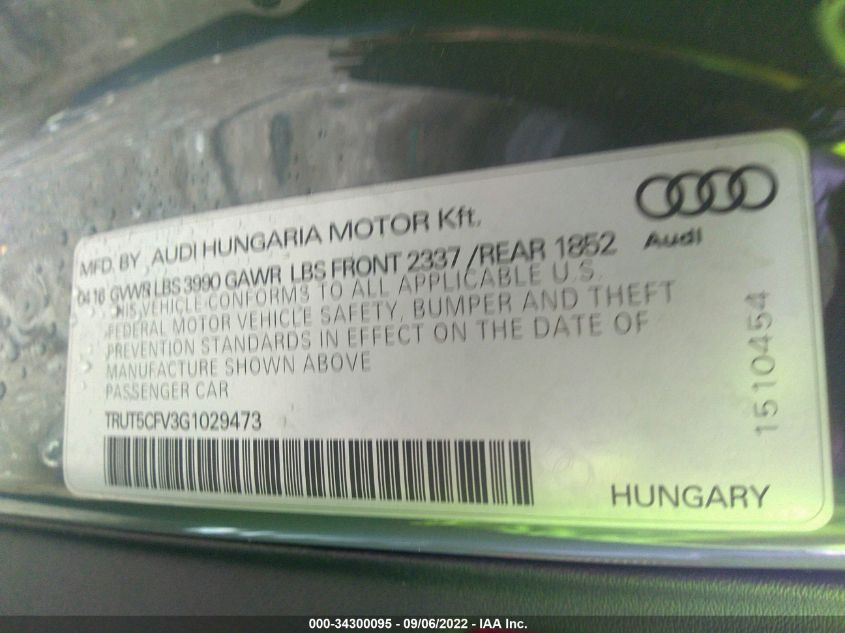 MFD. BY AUDI HUNGARIA MOTOR Kft.
04 16 GVWR LBS 3990 GAWR LBS FRONT 2337 /REAR 1852
THIS VEHICLE CONFORMS TO ALL APPLICABLE U.S.
FEDERAL MOTOR VEHICLE SAFETY, BUMPER AND THEFT
PREVENTION STANDARDS IN EFFECT ON THE DATE OF
MANUFACTURE SHOWN ABOVE
PASSENGER CAR
TRUT5CFV3G1029473
Audi
1510454
HUNGARY
000-34300095 - 09/06/2022 - IAA Inc.